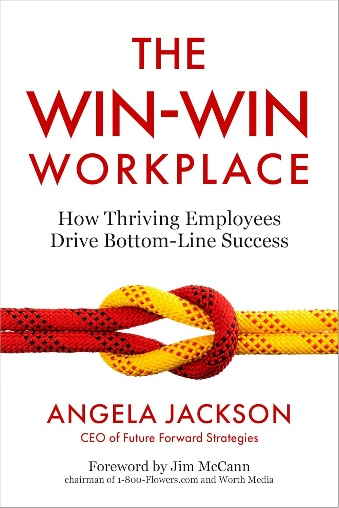 THE
WIN-WIN
WORKPLACE
How Thriving Employees
Drive Bottom-Line Success
ANGELA JACKSON
CEO of Future Forward Strategies
Foreword by Jim McCann
chairman of 1-800-Flowers.com and Worth Media